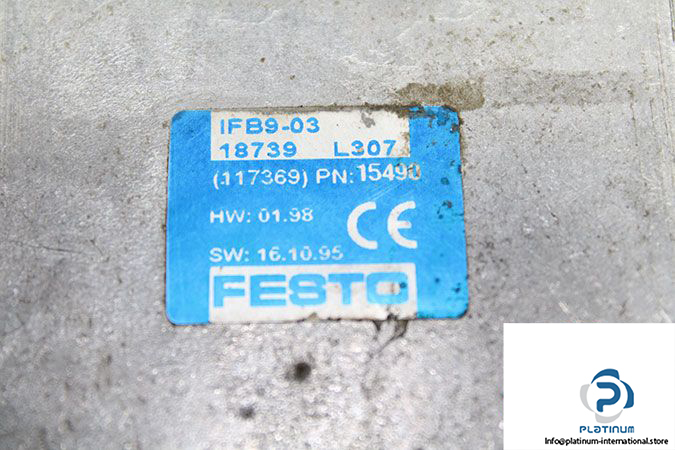 IFB9-03
18739 L307
(117369) PN: 15490
HW: 01.98
CE
SW: 16.10.95
FESTO
PLATINUM
Info@platinum-international.store